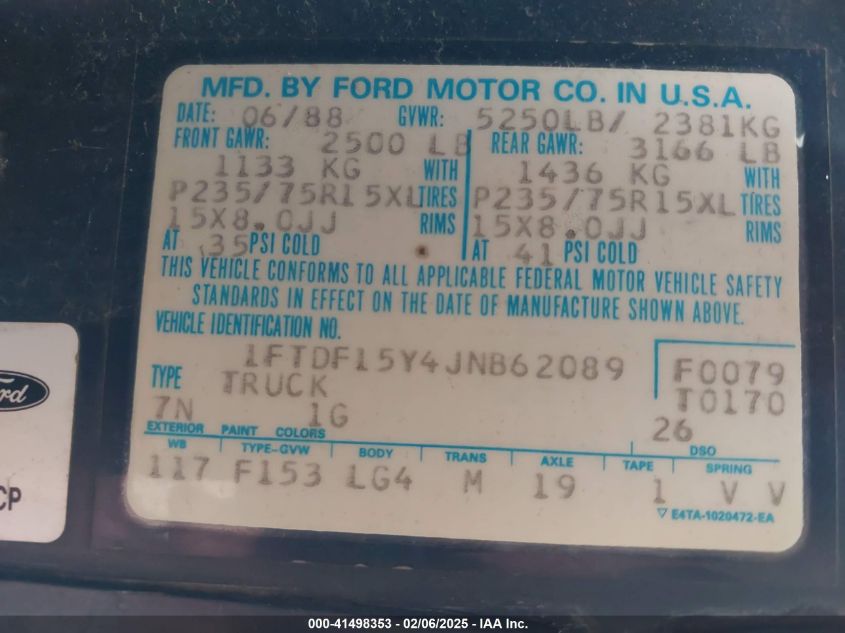 MFD. BY FORD MOTOR CO. IN U.S.A.
DATE: 06/88 GVWR: 5250LB/ 2381KG
FRONT GAWR: 2500 LB REAR GAWR: 3166 LB
1133 KG WITH 1436 KG WITH
P235/75R15XL TIRES P235/75R15XL TIRES
15X8.0JJ RIMS 15X8.0JJ RIMS
AT 35 PSI COLD AT 41 PSI COLD
THIS VEHICLE CONFORMS TO ALL APPLICABLE FEDERAL MOTOR VEHICLE SAFETY
STANDARDS IN EFFECT ON THE DATE OF MANUFACTURE SHOWN ABOVE.
VEHICLE IDENTIFICATION NO.
1FTDF15Y4JNB62089 F0079
TYPE TRUCK T0170
7N 1G 26
EXTERIOR PAINT COLORS DSO
WB TYPE-GVW BODY TRANS AXLE TAPE SPRING
117 F153 LG4 M 19 1 V V
E4TA-1020472-EA
Ford
CP
000-41498353 - 02/06/2025 - IAA Inc.